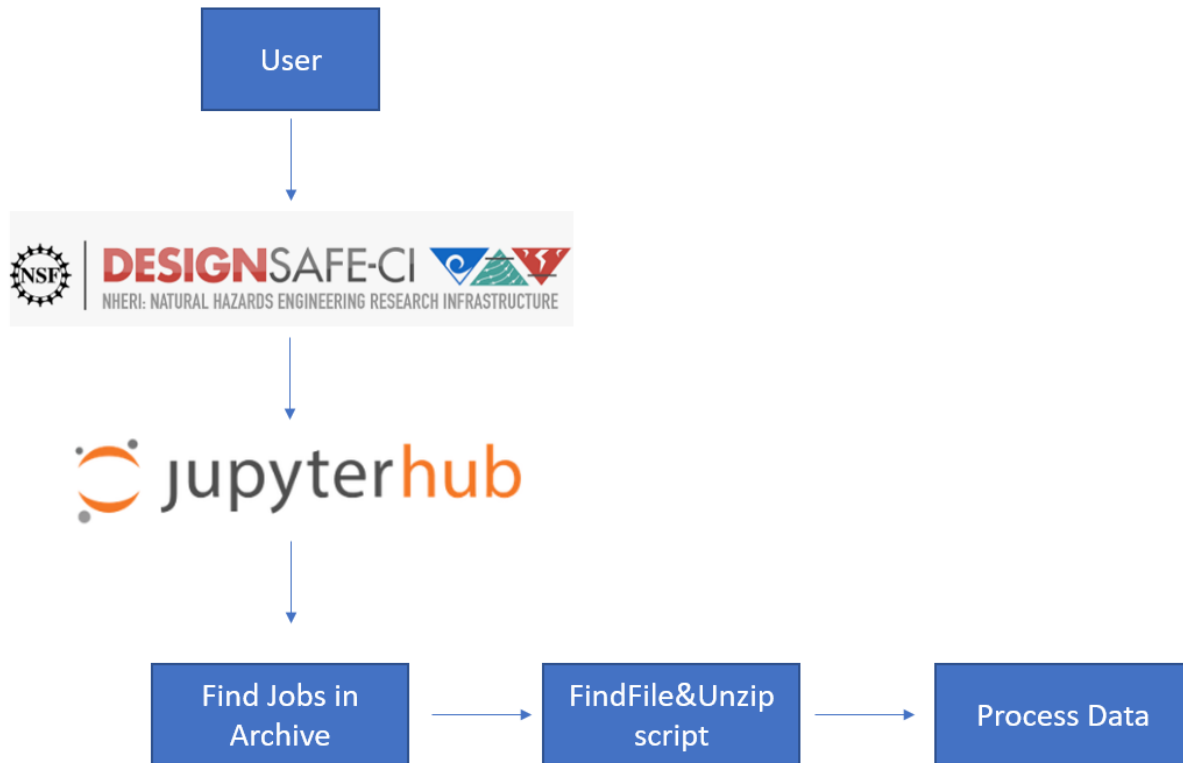 User
NSF
DESIGNSAFE-CI
NHERI: NATURAL HAZARDS ENGINEERING RESEARCH INFRASTRUCTURE
jupyterhub
Find Jobs in
Archive
FindFile&Unzip
script
Process Data